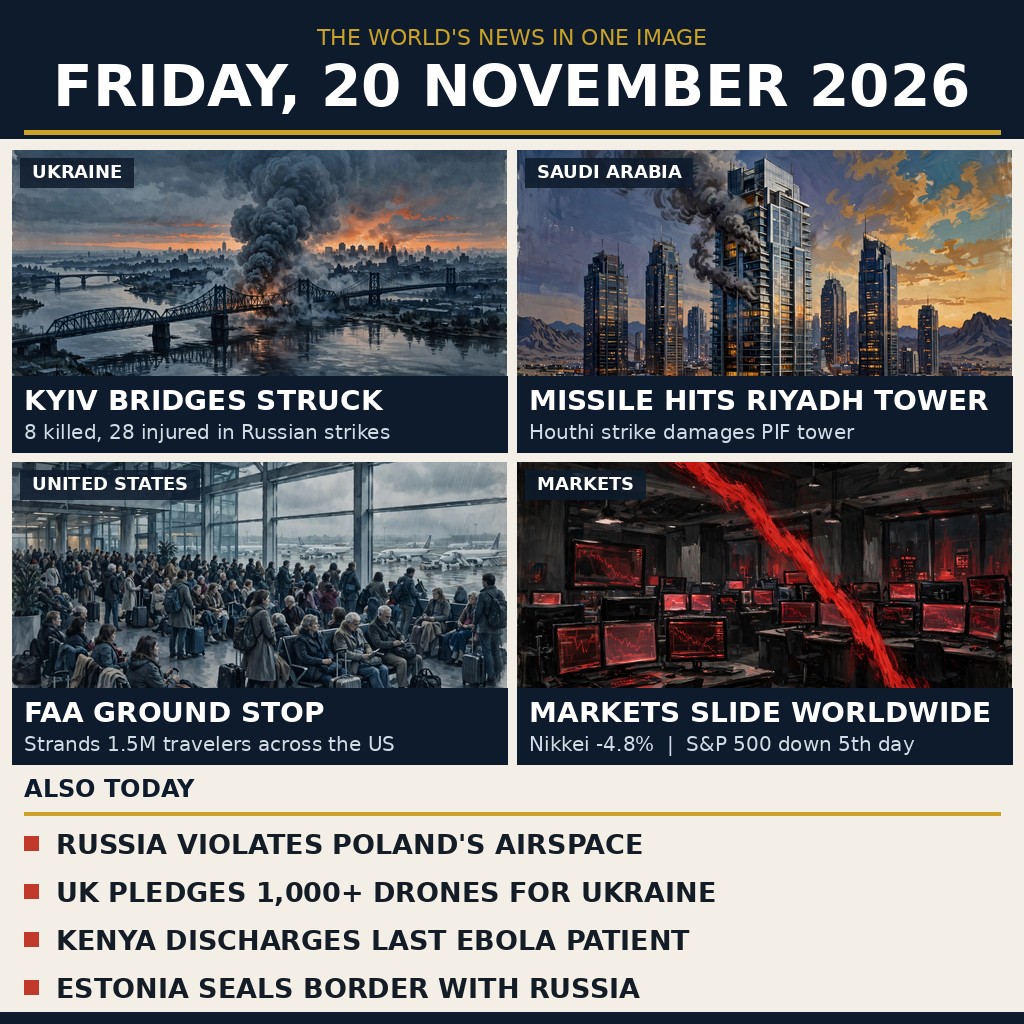 THE WORLD'S NEWS IN ONE IMAGE
FRIDAY, 20 NOVEMBER 2026
UKRAINE
KYIV BRIDGES STRUCK
8 killed, 28 injured in Russian strikes
SAUDI ARABIA
MISSILE HITS RIYADH TOWER
Houthi strike damages PIF tower
UNITED STATES
FAA GROUND STOP
Strands 1.5M travelers across the US
MARKETS
MARKETS SLIDE WORLDWIDE
Nikkei -4.8% | S&P 500 down 5th day
ALSO TODAY
RUSSIA VIOLATES POLAND'S AIRSPACE
UK PLEDGES 1,000+ DRONES FOR UKRAINE
KENYA DISCHARGES LAST EBOLA PATIENT
ESTONIA SEALS BORDER WITH RUSSIA